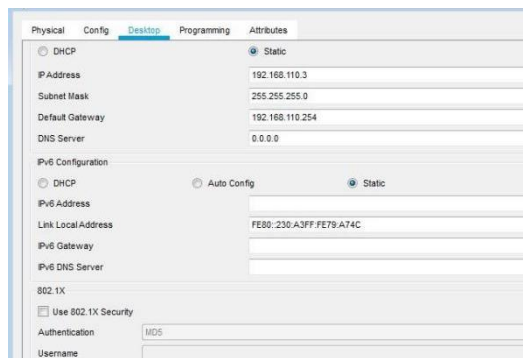 Physical Config Desktop Programming Attributes
DHCP Static
IP Address 192.168.110.3
Subnet Mask 255.255.255.0
Default Gateway 192.168.110.254
DNS Server 0.0.0.0
IPv6 Configuration
DHCP Auto Config Static
IPv6 Address
Link Local Address FE80::230:A3FF:FE79:A74C
IPv6 Gateway
IPv6 DNS Server
802.1X
Use 802.1X Security
Authentication MD5
Username